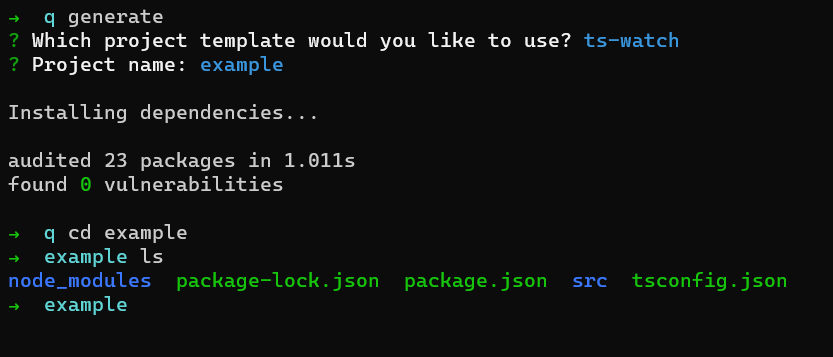 → q generate
? Which project template would you like to use? ts-watch
? Project name: example
Installing dependencies...
audited 23 packages in 1.011s
found 0 vulnerabilities
→ q cd example
→ example ls
node_modules package-lock.json package.json src tsconfig.json
→ example